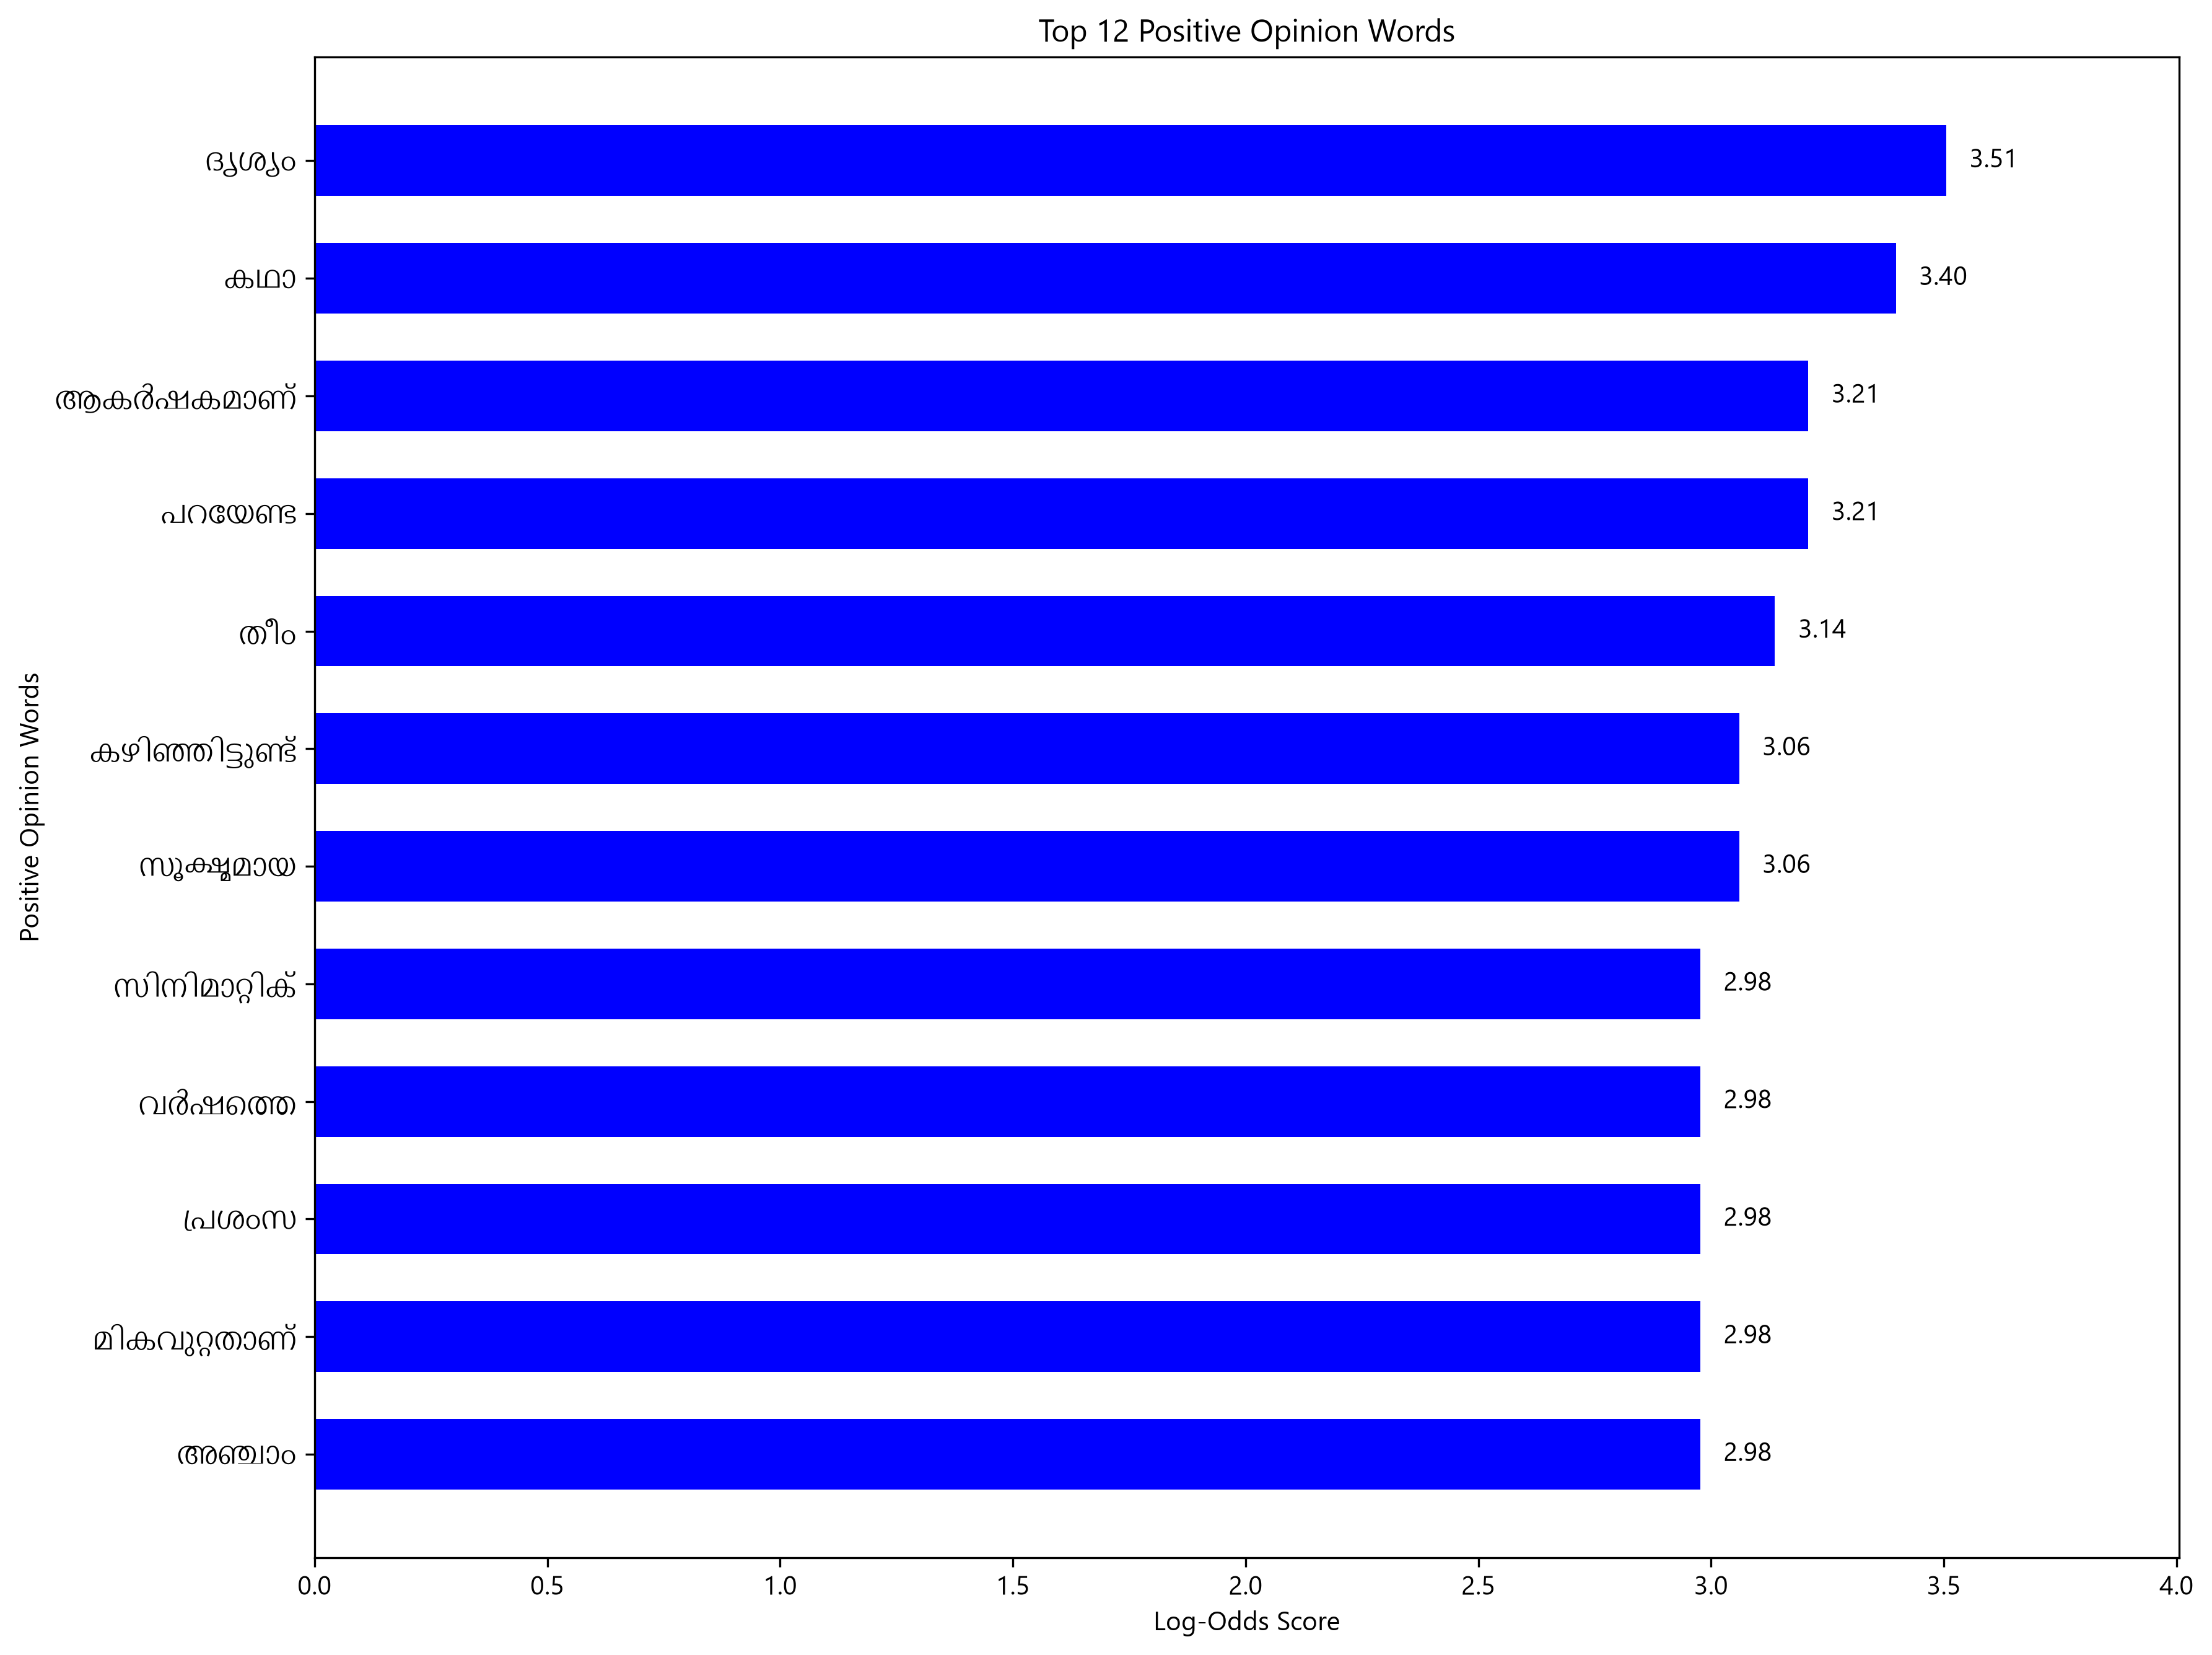 Top 12 Positive Opinion Words
ദൃശ്യം 3.51
കഥാ 3.40
ആകർഷകമാണ് 3.21
പറയേണ്ട 3.21
തീം 3.14
കഴിഞ്ഞിട്ടുണ്ട് 3.06
സൂക്ഷ്മമായ 3.06
സിനിമാറ്റിക് 2.98
വർഷത്തെ 2.98
പ്രശംസ 2.98
മികവുറ്റതാണ് 2.98
അഞ്ചാം 2.98
Positive Opinion Words
0.0 0.5 1.0 1.5 2.0 2.5 3.0 3.5 4.0
Log-Odds Score